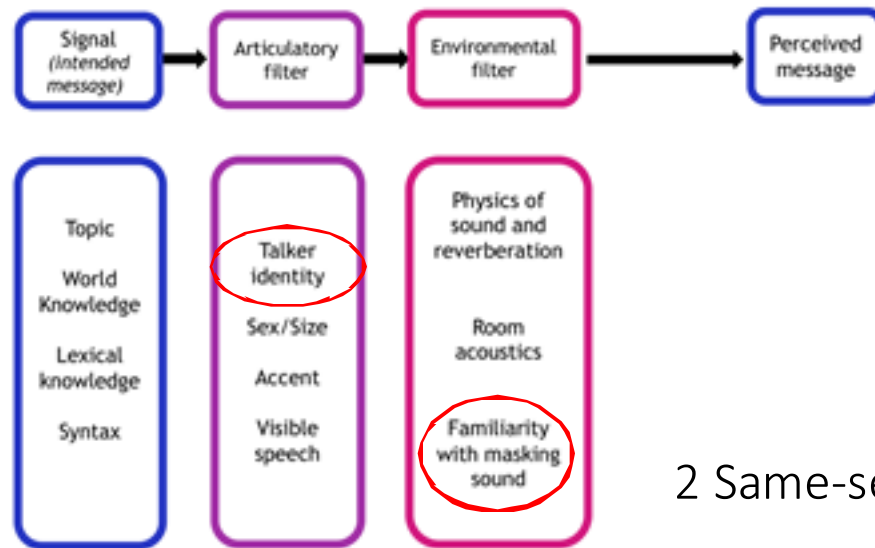 Signal
(intended
message)
Articulatory
filter
Environmental
filter
Perceived
message
Topic
World
Knowledge
Lexical
knowledge
Syntax
Talker
identity
Sex/Size
Accent
Visible
speech
Physics of
sound and
reverberation
Room
acoustics
Familiarity
with masking
sound
2 Same-se